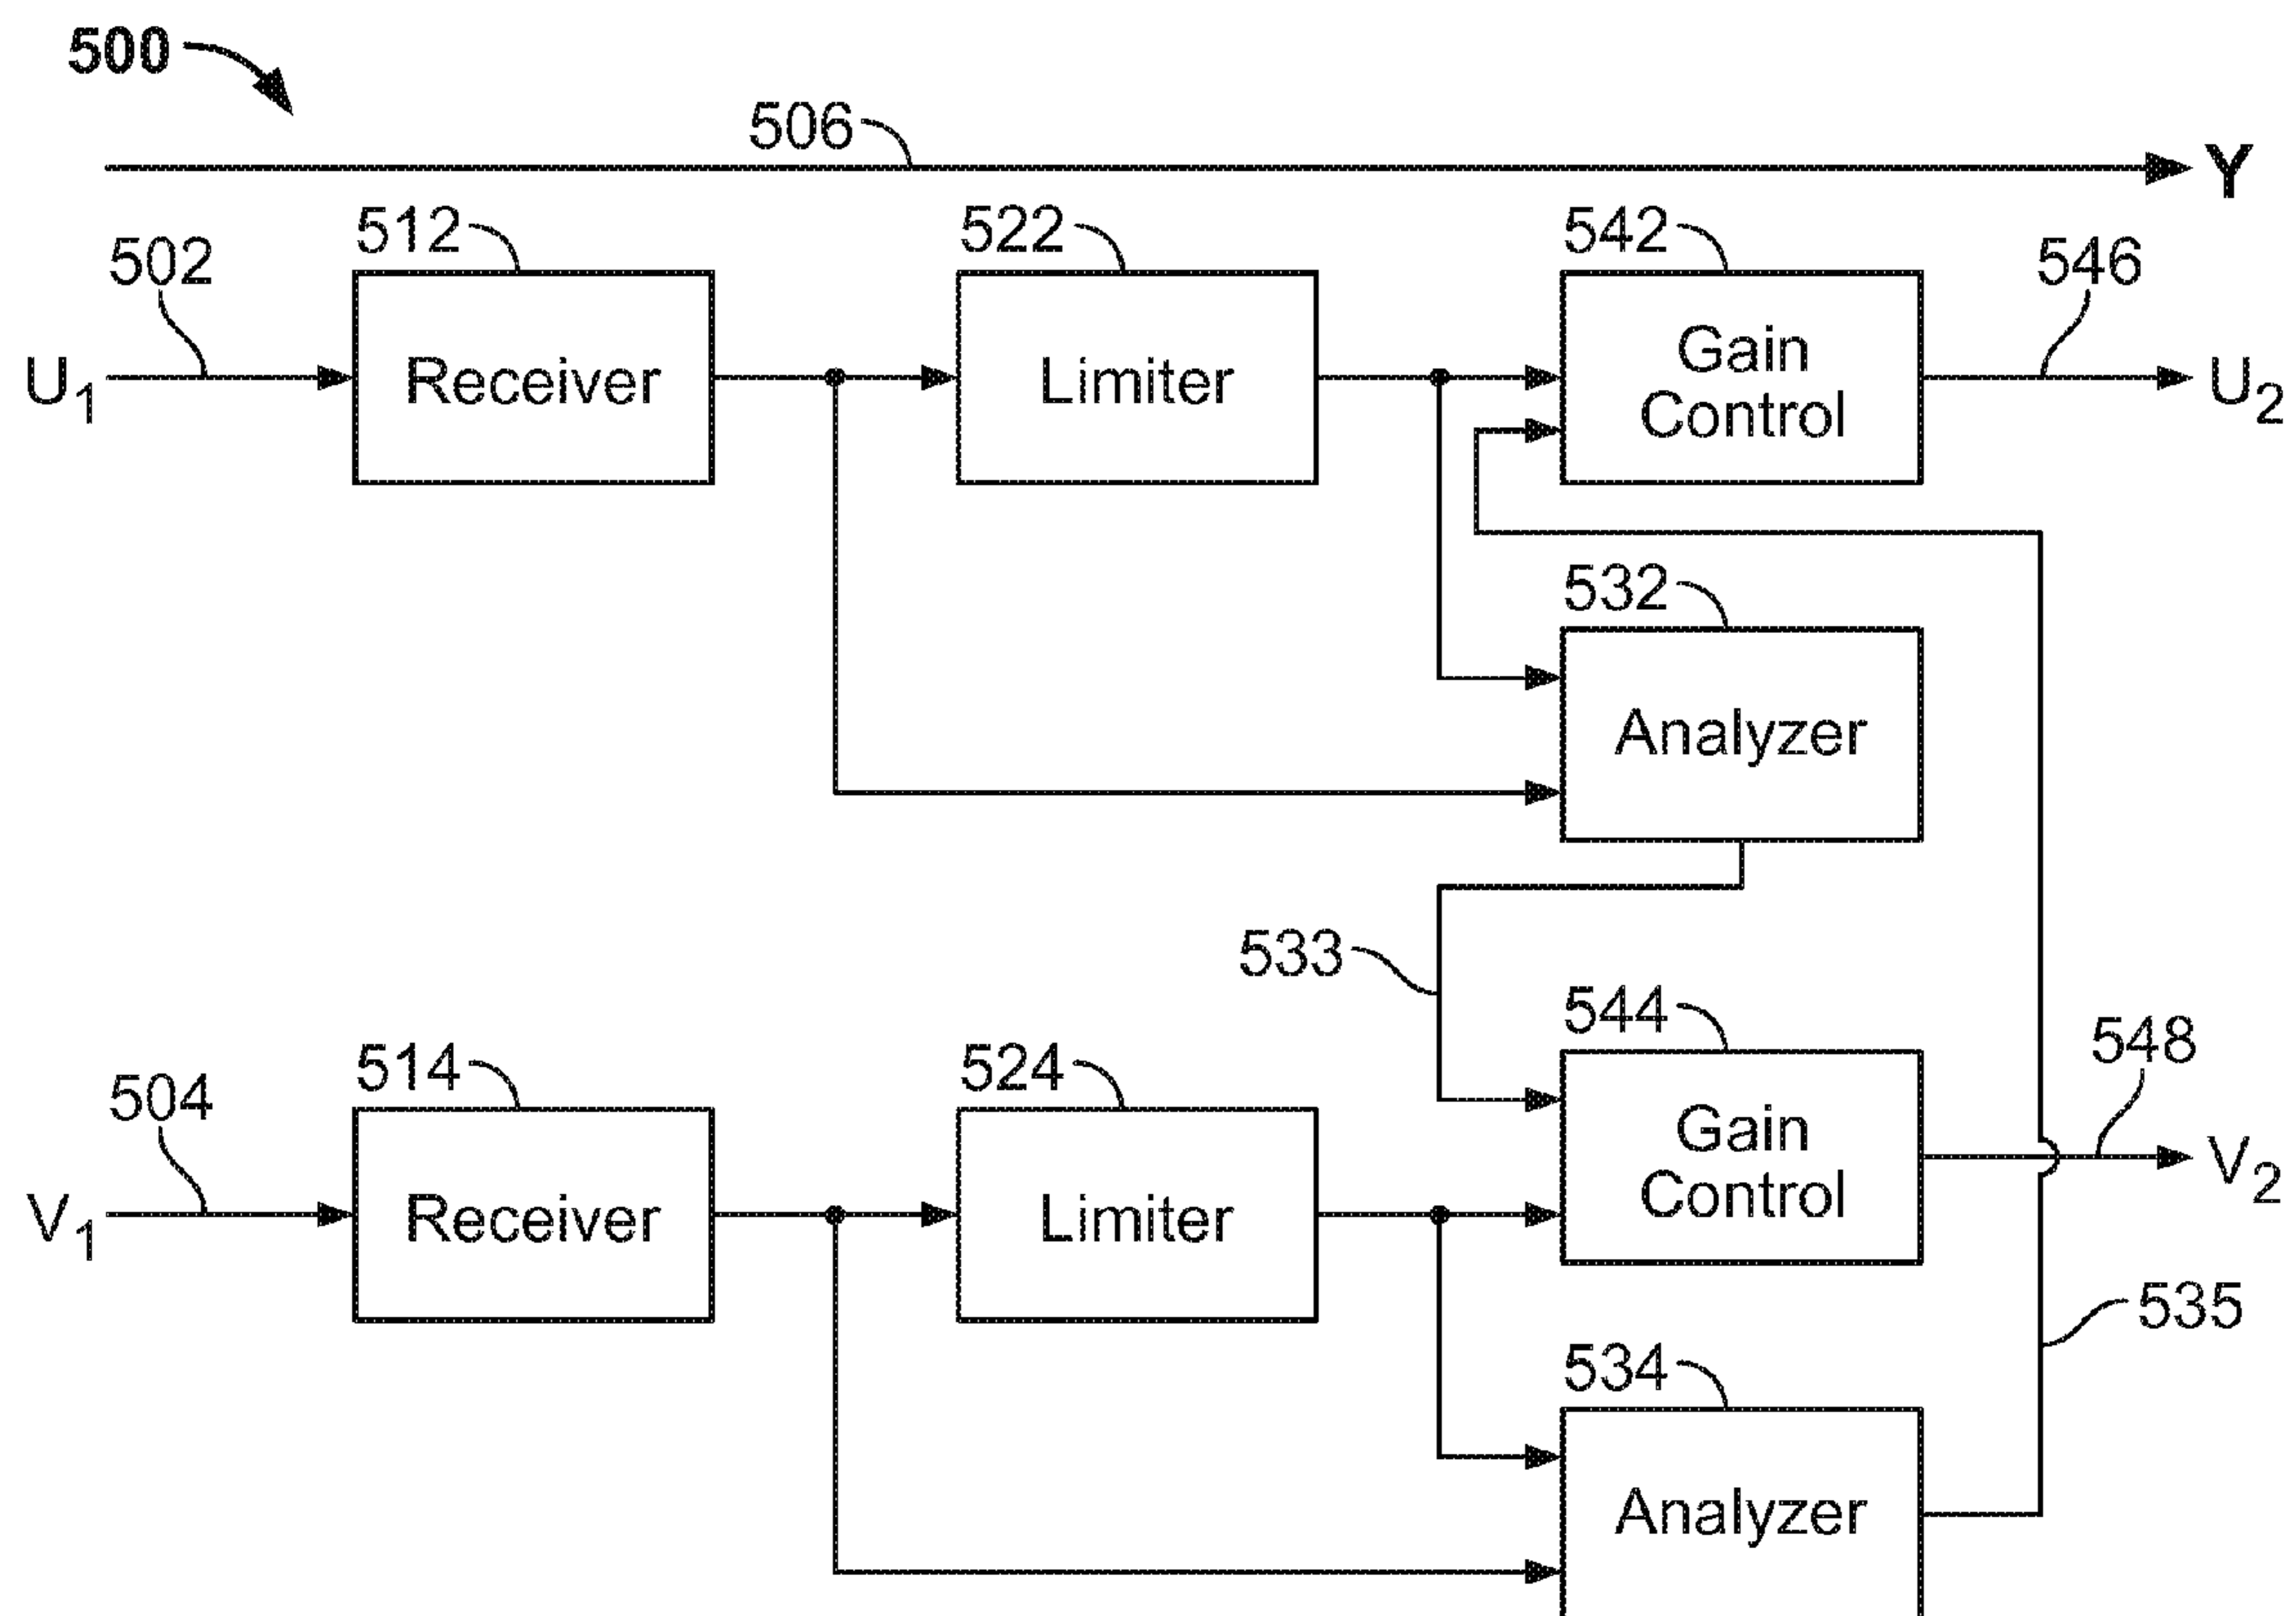 500
506
Y
512
522
542
502
546
U1
Receiver
Limiter
Gain
Control
U2
532
Analyzer
533
544
548
514
524
504
Gain
Control
V2
V1
Receiver
Limiter
535
534
Analyzer